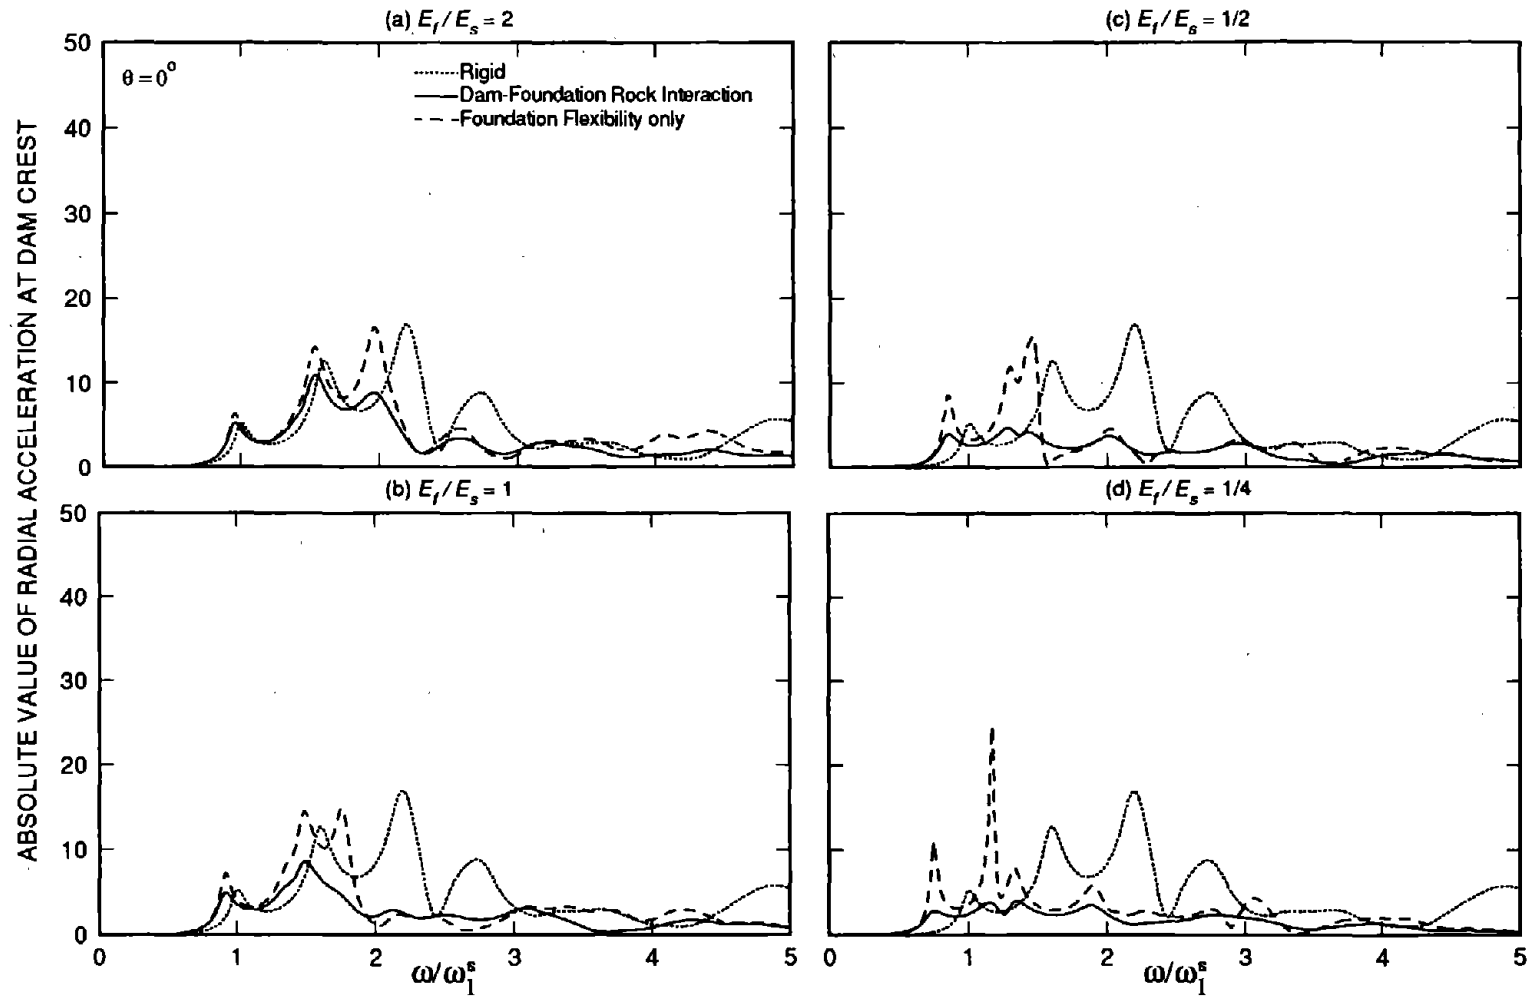 (a) E_f / E_s = 2
(c) E_f / E_s = 1/2
50
θ = 0°
Rigid
Dam-Foundation Rock Interaction
Foundation Flexibility only
40
30
20
10
0
(b) E_f / E_s = 1
(d) E_f / E_s = 1/4
50
40
30
20
10
0
0 1 2 3 4 5
0 1 2 3 4 5
ω/ω₁ˢ
ω/ω₁ˢ
ABSOLUTE VALUE OF RADIAL ACCELERATION AT DAM CREST